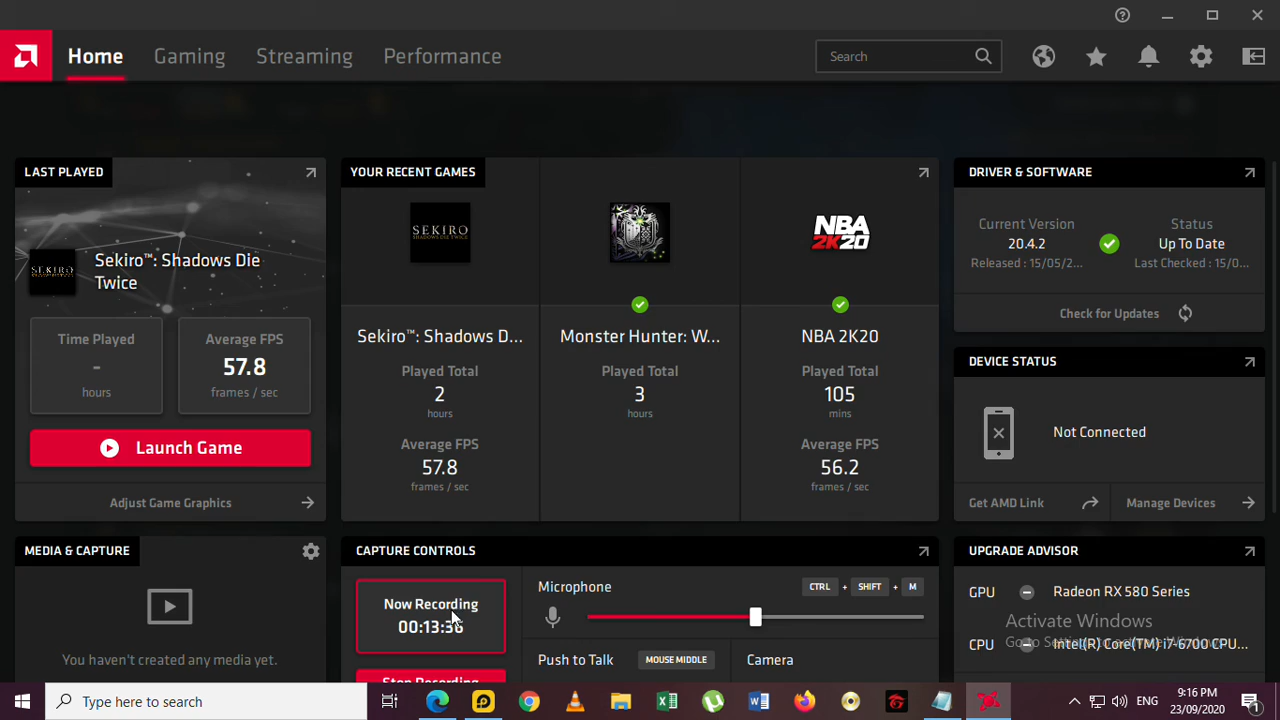 Home
Gaming
Streaming
Performance
Search
LAST PLAYED
SEKIRO
Sekiro™: Shadows Die
Twice
Time Played
-
hours
Average FPS
57.8
frames / sec
Launch Game
Adjust Game Graphics
YOUR RECENT GAMES
SEKIRO
SHADOWS DIE TWICE
NBA
2K20
Sekiro™: Shadows D...
Played Total
2
hours
Average FPS
57.8
frames / sec
Monster Hunter: W...
Played Total
3
hours
NBA 2K20
Played Total
105
mins
Average FPS
56.2
frames / sec
DRIVER & SOFTWARE
Current Version
20.4.2
Released : 15/05/2...
Status
Up To Date
Last Checked : 15/0...
Check for Updates
DEVICE STATUS
Not Connected
Get AMD Link
Manage Devices
MEDIA & CAPTURE
You haven't created any media yet.
CAPTURE CONTROLS
Now Recording
Stop Recording
Microphone
CTRL + SHIFT + M
Push to Talk
MOUSE MIDDLE
Camera
UPGRADE ADVISOR
GPU
Radeon RX 580 Series
Activate Windows
CPU
Intel(R) Core(TM) i7-6700 CPU...
Type here to search
ENG
9:16 PM
23/09/2020
1